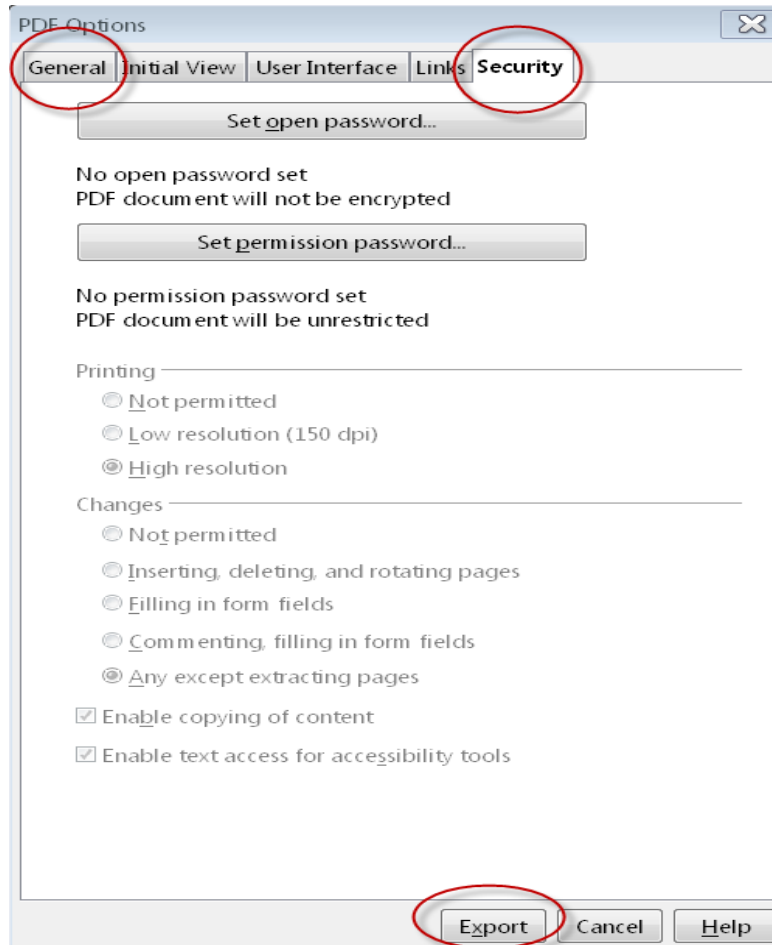 PDF Options
General Initial View User Interface Links Security
Set open password...
No open password set
PDF document will not be encrypted
Set permission password...
No permission password set
PDF document will be unrestricted
Printing
Not permitted
Low resolution (150 dpi)
High resolution
Changes
Not permitted
Inserting, deleting, and rotating pages
Filling in form fields
Commenting, filling in form fields
Any except extracting pages
Enable copying of content
Enable text access for accessibility tools
Export Cancel Help